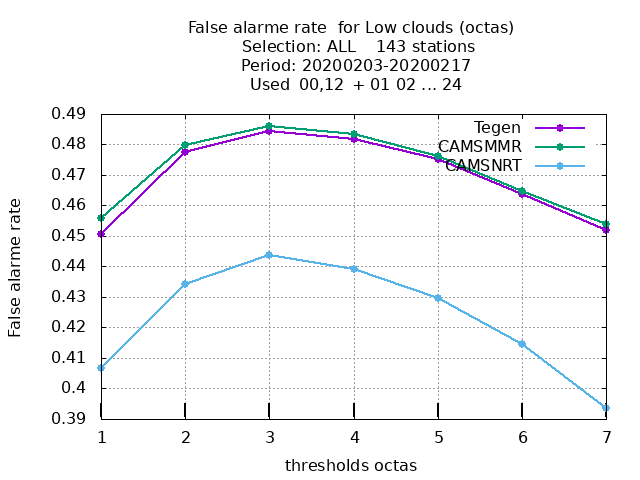 False alarme rate  for Low clouds (octas)
Selection: ALL    143 stations
Period: 20200203-20200217
Used  00,12  + 01 02 ... 24
Tegen
CAMSMMR
CAMSNRT
False alarme rate
0.49
0.48
0.47
0.46
0.45
0.44
0.43
0.42
0.41
0.4
0.39
1 2 3 4 5 6 7
thresholds octas